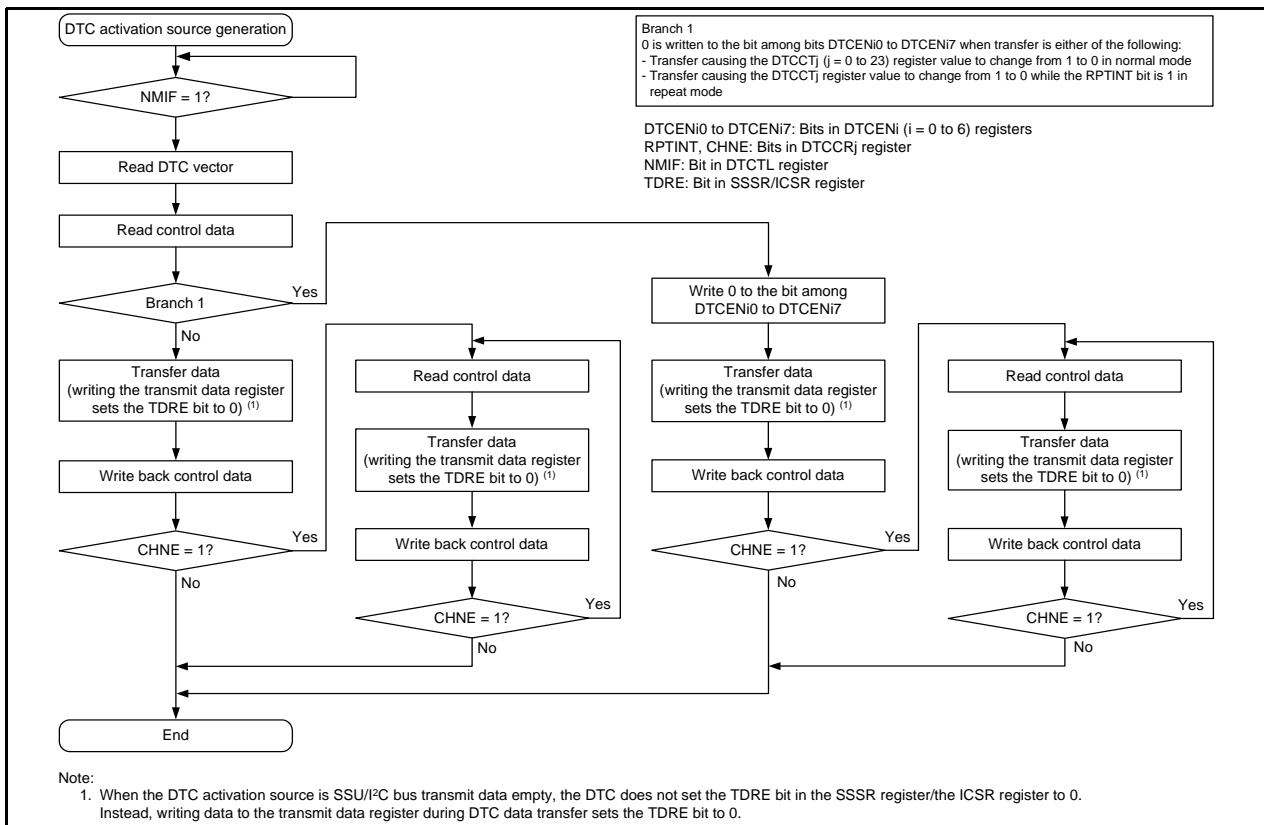 DTC activation source generation
NMIF = 1?
Read DTC vector
Read control data
Branch 1
Yes
No
Transfer data
(writing the transmit data register
sets the TDRE bit to 0) (1)
Write back control data
CHNE = 1?
Yes
No
Read control data
Transfer data
(writing the transmit data register
sets the TDRE bit to 0) (1)
Write back control data
CHNE = 1?
Yes
No
Write 0 to the bit among
DTCENi0 to DTCENi7
Transfer data
(writing the transmit data register
sets the TDRE bit to 0) (1)
Write back control data
CHNE = 1?
Yes
No
Read control data
Transfer data
(writing the transmit data register
sets the TDRE bit to 0) (1)
Write back control data
CHNE = 1?
Yes
No
End
Branch 1
0 is written to the bit among bits DTCENi0 to DTCENi7 when transfer is either of the following:
- Transfer causing the DTCCTj (j = 0 to 23) register value to change from 1 to 0 in normal mode
- Transfer causing the DTCCTj register value to change from 1 to 0 while the RPTINT bit is 1 in
repeat mode
DTCENi0 to DTCENi7: Bits in DTCENi (i = 0 to 6) registers
RPTINT, CHNE: Bits in DTCCRj register
NMIF: Bit in DTCTL register
TDRE: Bit in SSSR/ICSR register
Note:
1. When the DTC activation source is SSU/I²C bus transmit data empty, the DTC does not set the TDRE bit in the SSSR register/the ICSR register to 0.
Instead, writing data to the transmit data register during DTC data transfer sets the TDRE bit to 0.